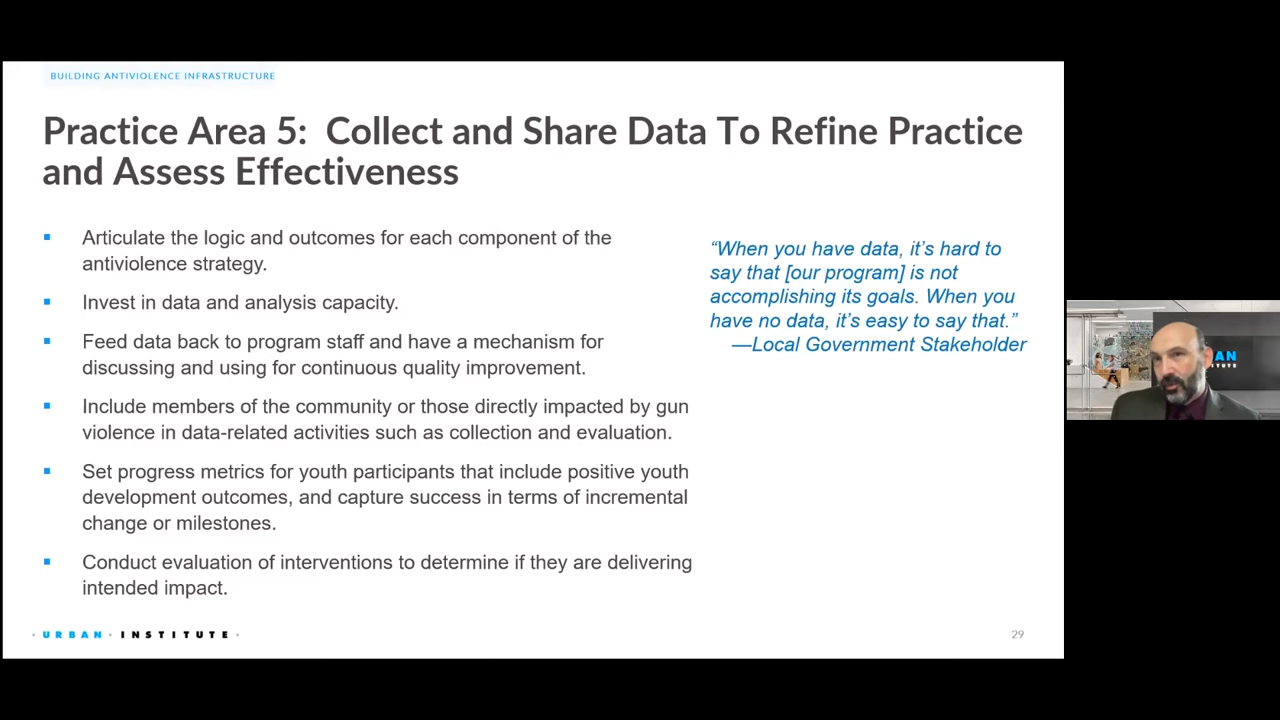 BUILDING ANTIVIOLENCE INFRASTRUCTURE
Practice Area 5:  Collect and Share Data To Refine Practice
and Assess Effectiveness
▪ Articulate the logic and outcomes for each component of the
antiviolence strategy.
▪ Invest in data and analysis capacity.
▪ Feed data back to program staff and have a mechanism for
discussing and using for continuous quality improvement.
▪ Include members of the community or those directly impacted by gun
violence in data-related activities such as collection and evaluation.
▪ Set progress metrics for youth participants that include positive youth
development outcomes, and capture success in terms of incremental
change or milestones.
▪ Conduct evaluation of interventions to determine if they are delivering
intended impact.
“When you have data, it’s hard to
say that [our program] is not
accomplishing its goals. When you
have no data, it’s easy to say that.”
—Local Government Stakeholder
· URBAN · INSTITUTE ·
29